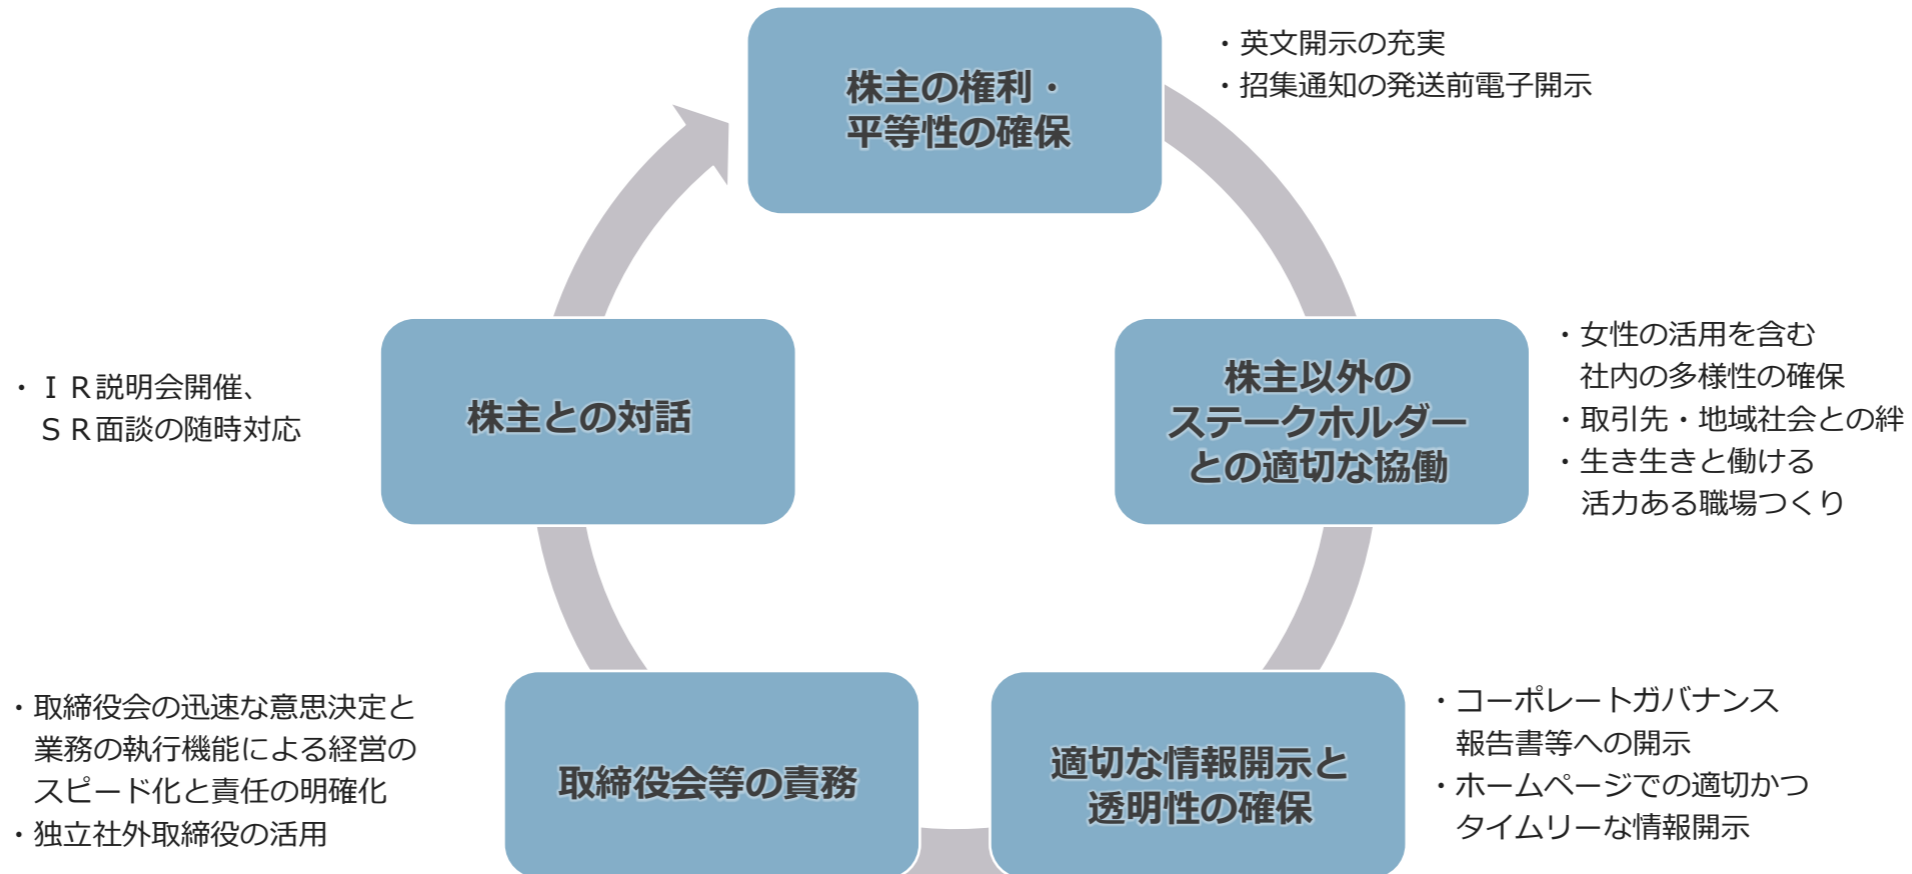 株主の権利・
平等性の確保
・英文開示の充実
・招集通知の発送前電子開示
株主以外の
ステークホルダー
との適切な協働
・女性の活用を含む
社内の多様性の確保
・取引先・地域社会との絆
・生き生きと働ける
活力ある職場つくり
適切な情報開示と
透明性の確保
・コーポレートガバナンス
報告書等への開示
・ホームページでの適切かつ
タイムリーな情報開示
取締役会等の責務
・取締役会の迅速な意思決定と
業務の執行機能による経営の
スピード化と責任の明確化
・独立社外取締役の活用
株主との対話
・ＩＲ説明会開催、
ＳＲ面談の随時対応